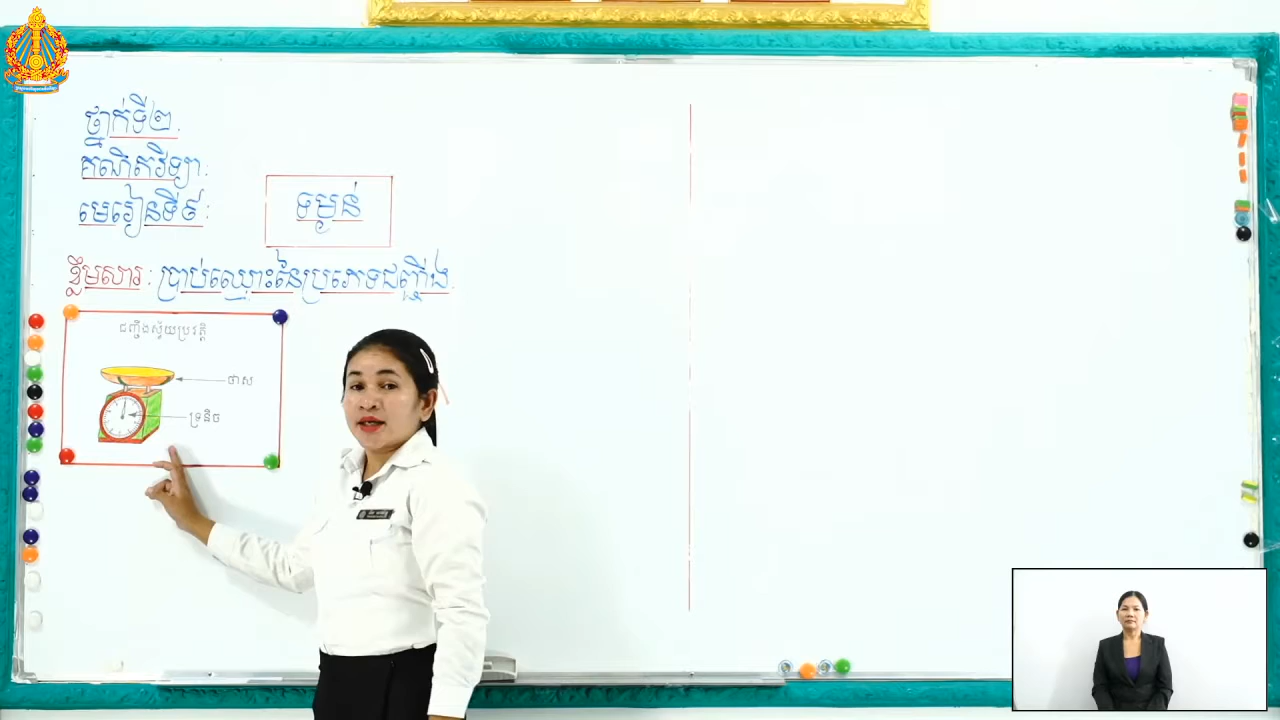 ថ្នាក់ទី២.
គណិតវិទ្យា:
មេរៀនទី៩:
ទម្ងន់
ខ្លឹមសារ : ប្រាប់ឈ្មោះនៃប្រភេទជញ្ជីង.
ជញ្ជីងស្វ័យប្រវត្តិ
ថាស
ទ្រនិច